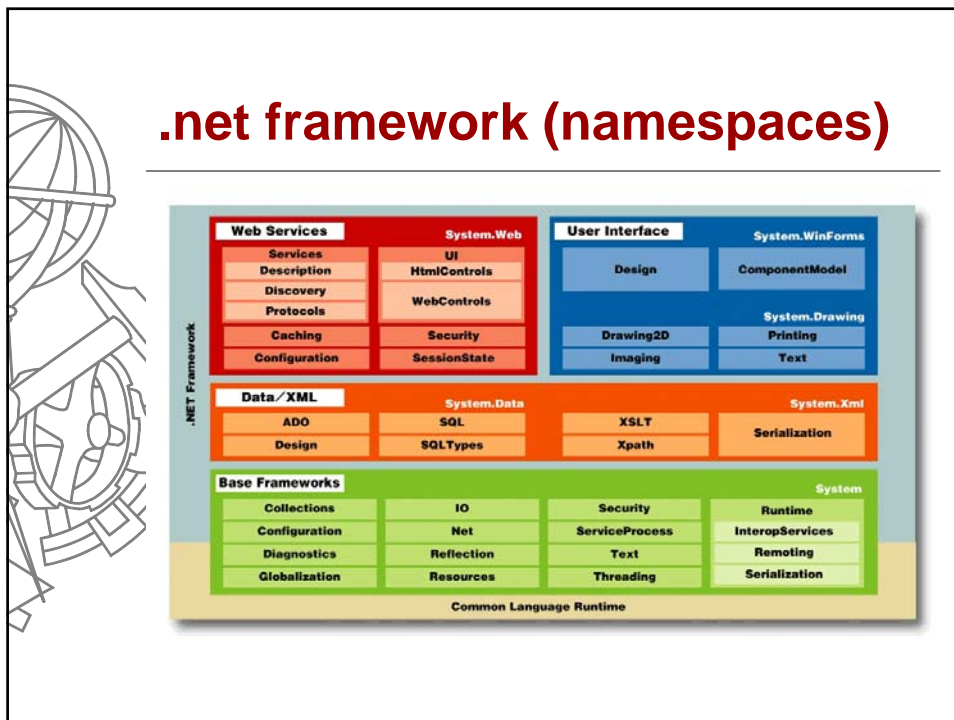 .net framework (namespaces)
.NET Framework
Web Services
System.Web
Services
Description
Discovery
Protocols
Caching
Configuration
UI
HtmlControls
WebControls
Security
SessionState
User Interface
System.WinForms
Design
ComponentModel
System.Drawing
Drawing2D
Printing
Imaging
Text
Data/XML
System.Data
System.Xml
ADO
SQL
XSLT
Serialization
Design
SQLTypes
Xpath
Base Frameworks
System
Collections
IO
Security
Runtime
Configuration
Net
ServiceProcess
InteropServices
Diagnostics
Reflection
Text
Remoting
Globalization
Resources
Threading
Serialization
Common Language Runtime